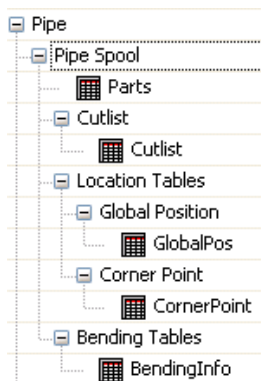 Pipe
Pipe Spool
Parts
Cutlist
Cutlist
Location Tables
Global Position
GlobalPos
Corner Point
CornerPoint
Bending Tables
BendingInfo